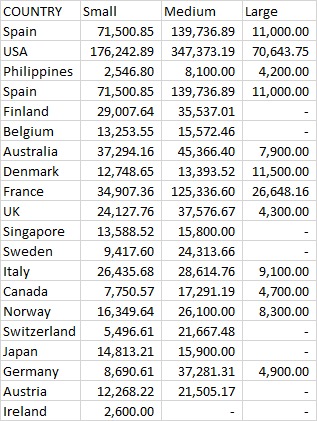 COUNTRY Small Medium Large
Spain 71,500.85 139,736.89 11,000.00
USA 176,242.89 347,373.19 70,643.75
Philippines 2,546.80 8,100.00 4,200.00
Spain 71,500.85 139,736.89 11,000.00
Finland 29,007.64 35,537.01 -
Belgium 13,253.55 15,572.46 -
Australia 37,294.16 45,366.40 7,900.00
Denmark 12,748.65 13,393.52 11,500.00
France 34,907.36 125,336.60 26,648.16
UK 24,127.76 37,576.67 4,300.00
Singapore 13,588.52 15,800.00 -
Sweden 9,417.60 24,313.66 -
Italy 26,435.68 28,614.76 9,100.00
Canada 7,750.57 17,291.19 4,700.00
Norway 16,349.64 26,100.00 8,300.00
Switzerland 5,496.61 21,667.48 -
Japan 14,813.21 15,900.00 -
Germany 8,690.61 37,281.31 4,900.00
Austria 12,268.22 21,505.17 -
Ireland 2,600.00 - -